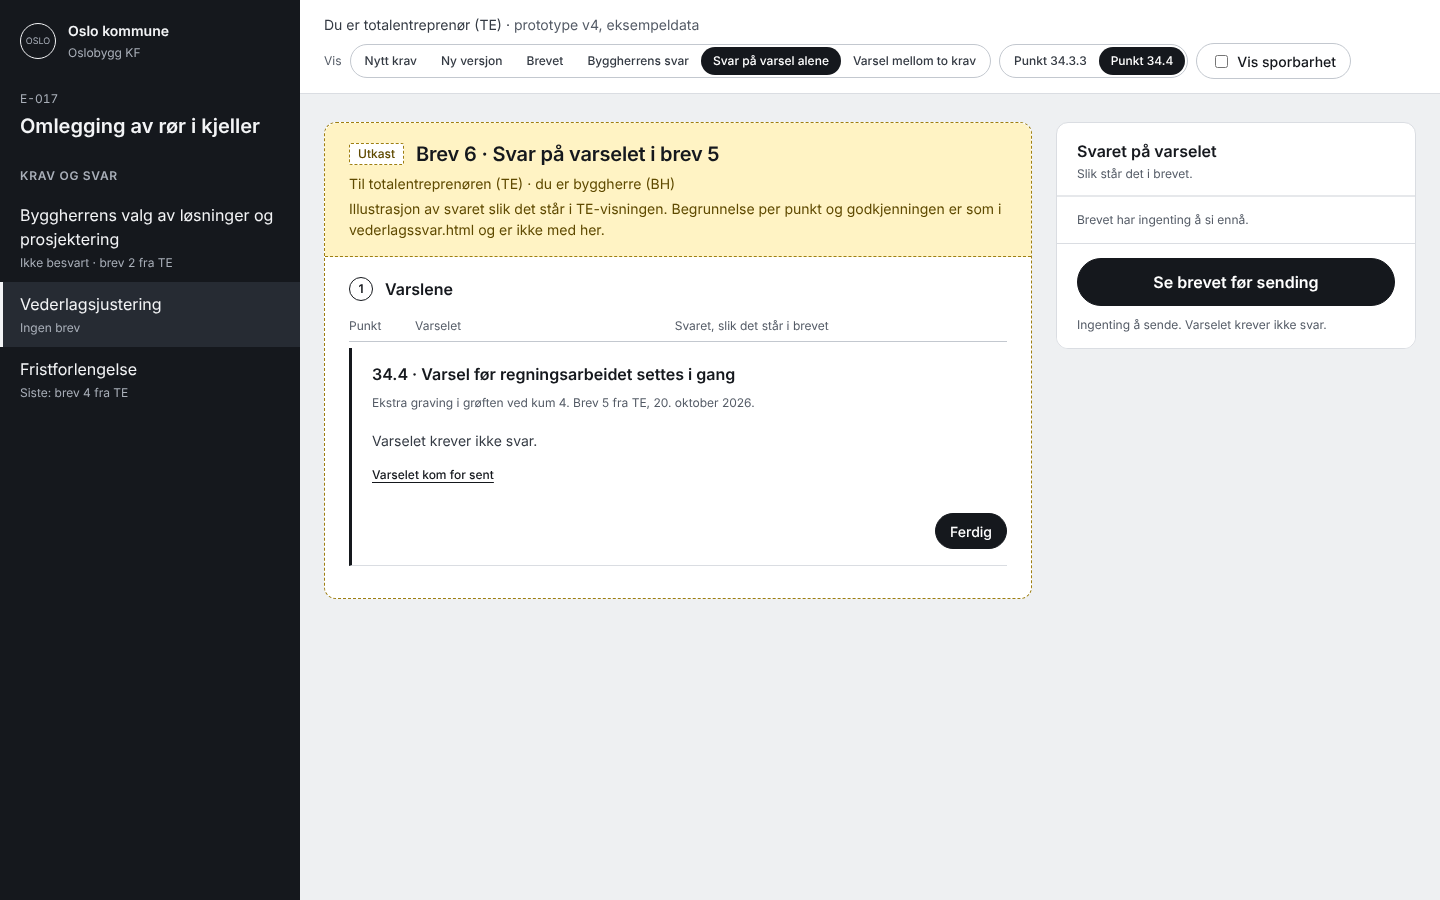 OSLO
Oslo kommune
Oslobygg KF
E-017
Omlegging av rør i kjeller
KRAV OG SVAR
Byggherrens valg av løsninger og
prosjektering
Ikke besvart · brev 2 fra TE
Vederlagsjustering
Ingen brev
Fristforlengelse
Siste: brev 4 fra TE
Du er totalentreprenør (TE) · prototype v4, eksempeldata
Vis Nytt krav Ny versjon Brevet Byggherrens svar Svar på varsel alene Varsel mellom to krav Punkt 34.3.3 Punkt 34.4 Vis sporbarhet
Utkast Brev 6 · Svar på varselet i brev 5
Til totalentreprenøren (TE) · du er byggherre (BH)
Illustrasjon av svaret slik det står i TE-visningen. Begrunnelse per punkt og godkjenningen er som i
vederlagssvar.html og er ikke med her.
1 Varslene
Punkt Varselet Svaret, slik det står i brevet
34.4 · Varsel før regningsarbeidet settes i gang
Ekstra graving i grøften ved kum 4. Brev 5 fra TE, 20. oktober 2026.
Varselet krever ikke svar.
Varselet kom for sent
Ferdig
Svaret på varselet
Slik står det i brevet.
Brevet har ingenting å si ennå.
Se brevet før sending
Ingenting å sende. Varselet krever ikke svar.